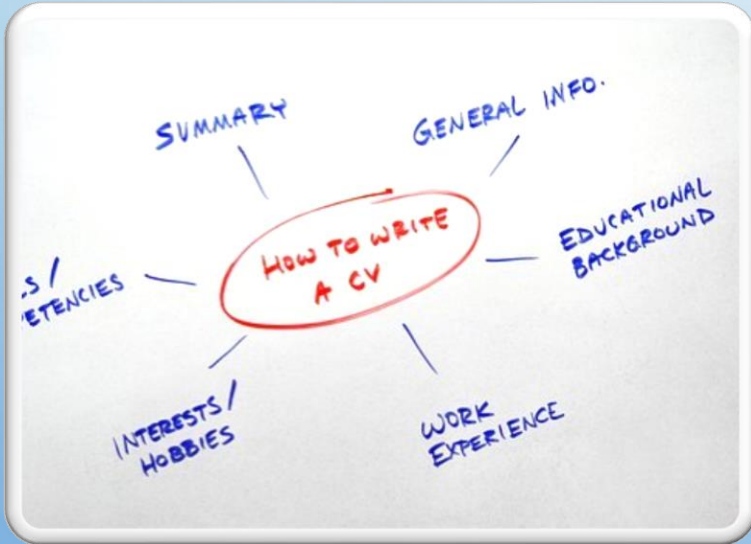 SUMMARY
GENERAL INFO.
HOW TO WRITE
A CV
EDUCATIONAL
BACKGROUND
WORK
EXPERIENCE
INTERESTS/
HOBBIES